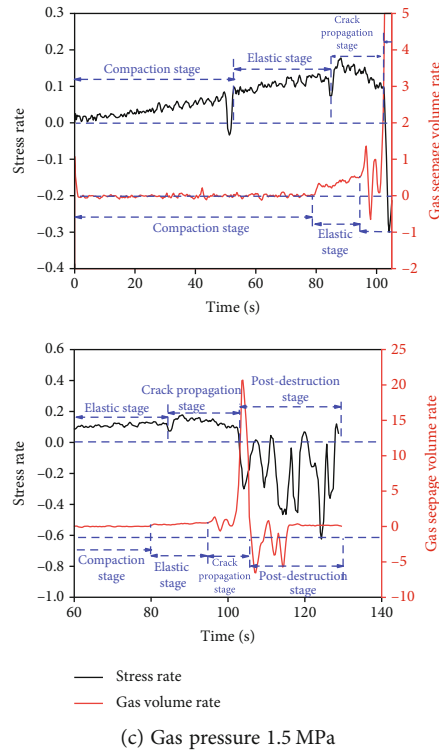 Crack
propagation
stage
Elastic stage
Compaction stage
Compaction stage
Elastic
stage
0.4
0.3
0.2
0.1
0.0
−0.1
−0.2
−0.3
−0.4
Stress rate
5
4
3
2
1
0
−1
−2
Gas seepage volume rate
0 20 40 60 80 100
Time (s)
Post-destruction
stage
Crack propagation
stage
Elastic stage
Compaction
stage
Elastic
stage
Crack
propagation
stage
Post-destruction
stage
0.6
0.4
0.2
0.0
−0.2
−0.4
−0.6
−0.8
−1.0
Stress rate
25
20
15
10
5
0
−5
−10
Gas seepage volume rate
60 80 100 120 140
Time (s)
Stress rate
Gas volume rate
(c) Gas pressure 1.5 MPa